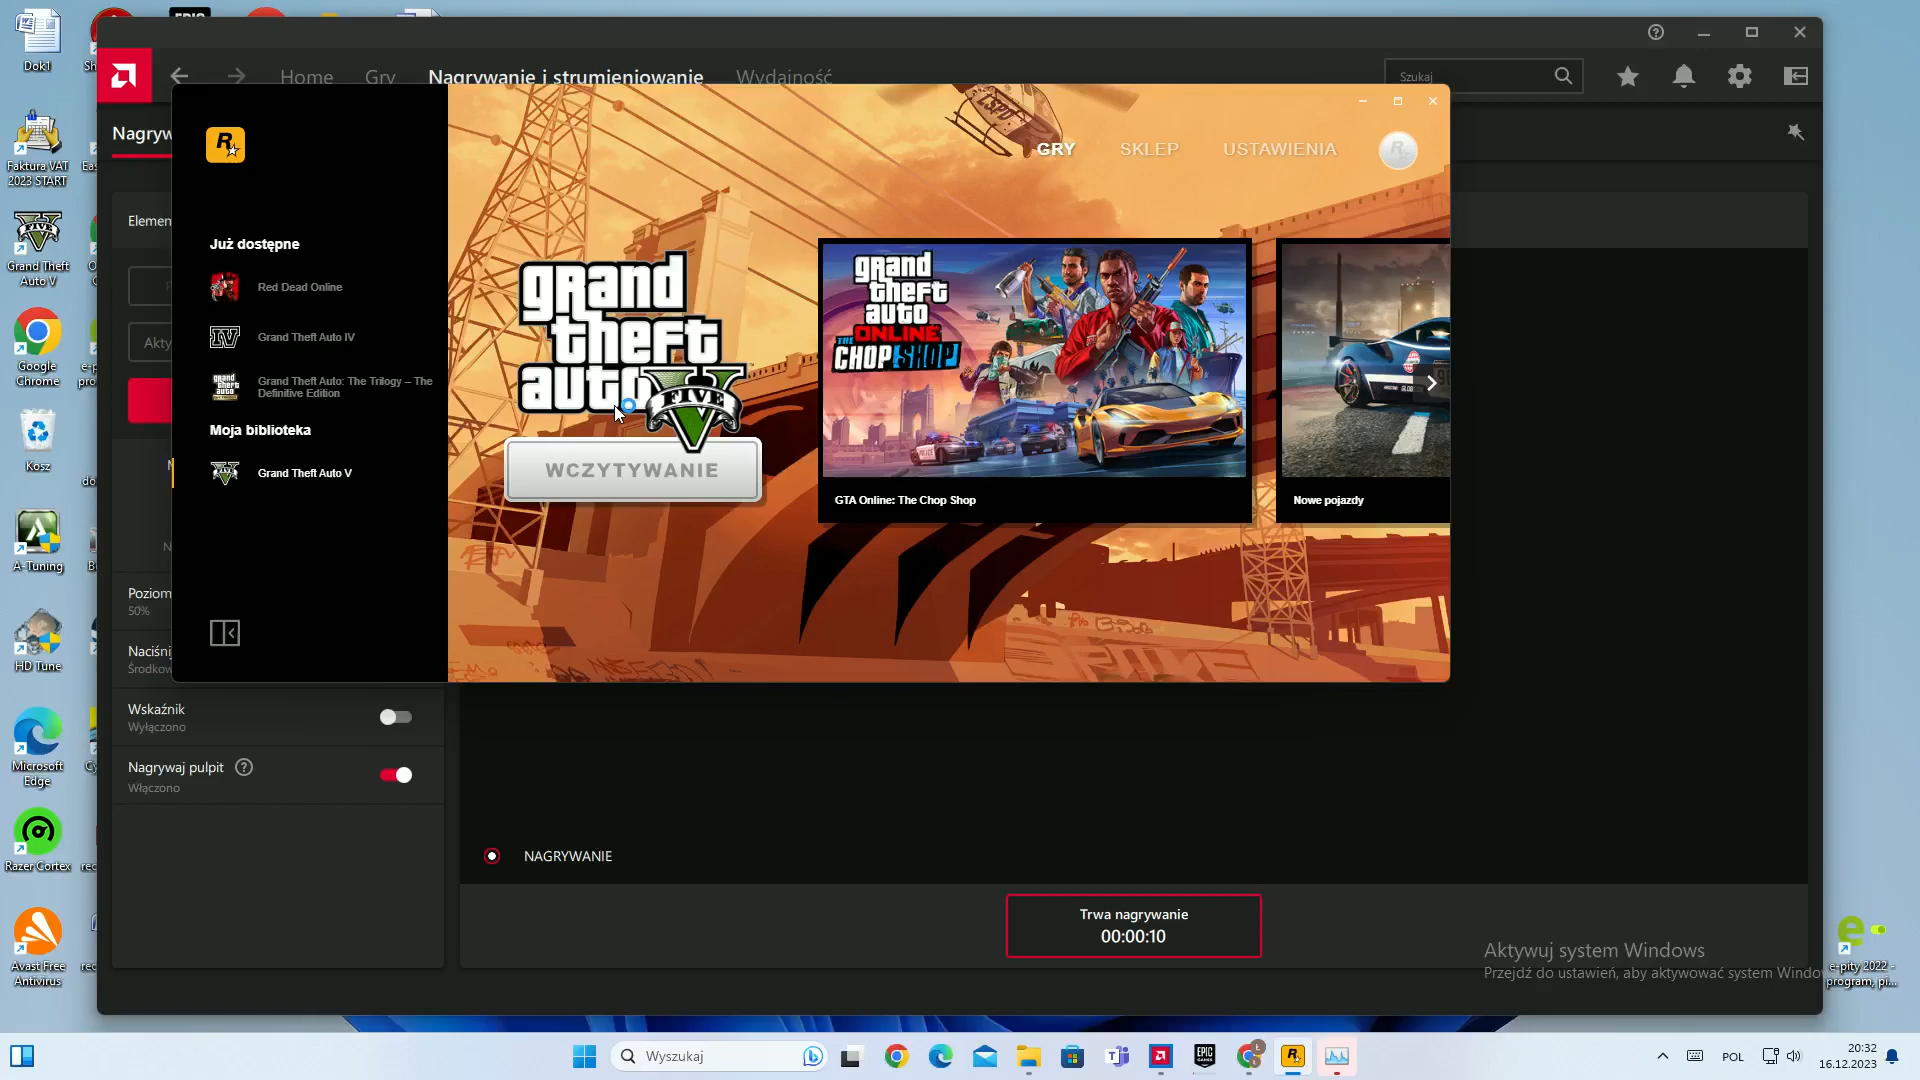 Home
Gry
Nagrywanie i strumieniowanie
Wydajność
Szukaj
Nagryw
GRY
SKLEP
USTAWIENIA
Już dostępne
Red Dead Online
Grand Theft Auto IV
Grand Theft Auto: The Trilogy – The
Definitive Edition
Moja biblioteka
Grand Theft Auto V
grand
theft
auto
FIVE
WCZYTYWANIE
LSPD
grand
theft
auto
ONLINE
THE
CHOP SHOP
GTA Online: The Chop Shop
Nowe pojazdy
Elemen
Akty
Poziom
50%
Naciśnij
Środkow
Wskaźnik
Wyłączono
Nagrywaj pulpit
Włączono
NAGRYWANIE
Trwa nagrywanie
00:00:10
Aktywuj system Windows
Przejdź do ustawień, aby aktywować system Windo
Dok1
Faktura VAT
2023 START
Grand Theft
Auto V
Google
Chrome
Kosz
A-Tuning
HD Tune
Microsoft
Edge
Razer Cortex
Avast Free
Antivirus
e-pity 2022 -
program, pi...
Wyszukaj
EPIC
GAMES
POL
20:32
16.12.2023